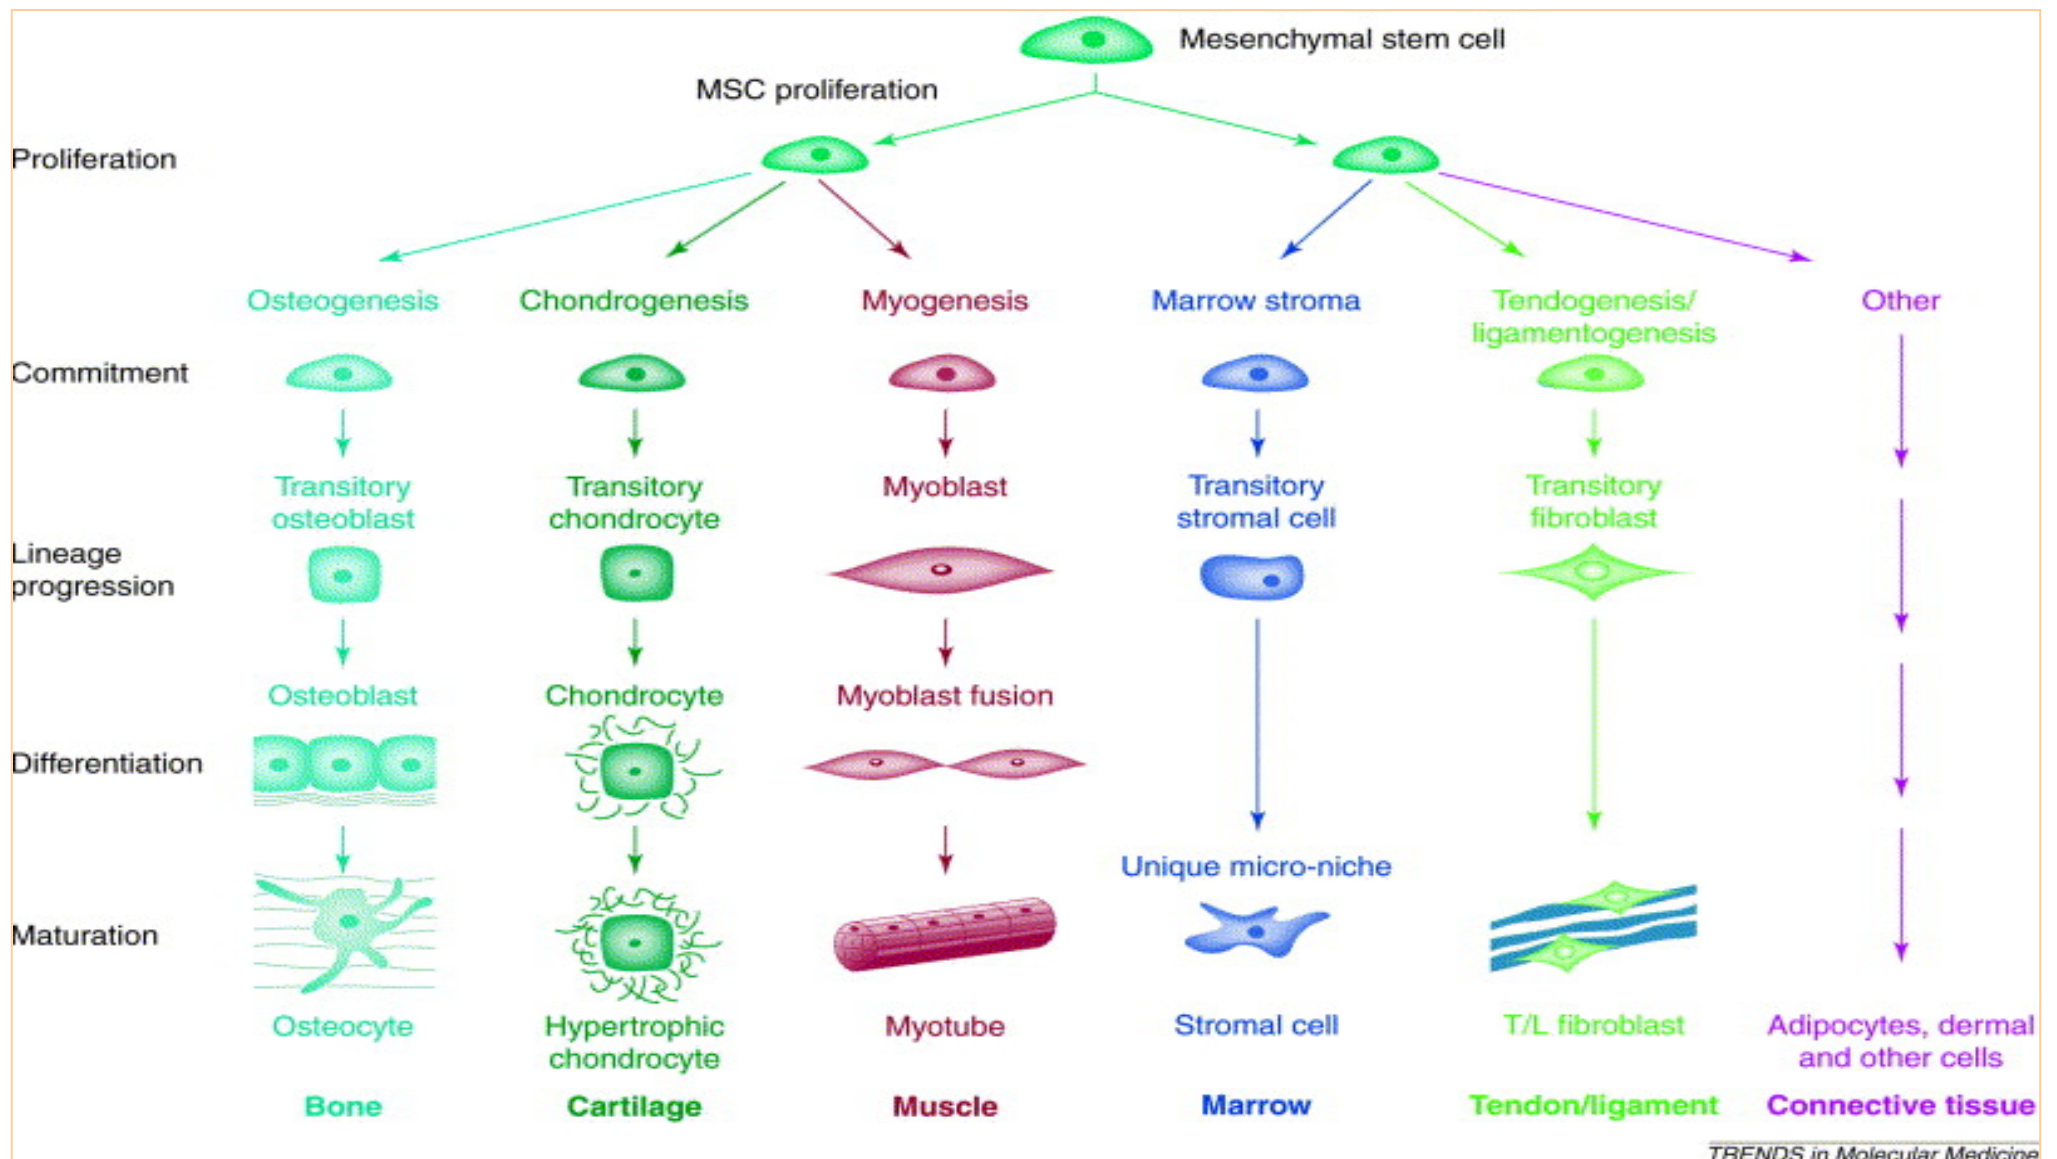 Mesenchymal stem cell
MSC proliferation
Proliferation
Osteogenesis
Chondrogenesis
Myogenesis
Marrow stroma
Tendogenesis/
ligamentogenesis
Other
Commitment
Transitory
osteoblast
Transitory
chondrocyte
Myoblast
Transitory
stromal cell
Transitory
fibroblast
Lineage
progression
Osteoblast
Chondrocyte
Myoblast fusion
Differentiation
Unique micro-niche
Maturation
Osteocyte
Hypertrophic
chondrocyte
Myotube
Stromal cell
T/L fibroblast
Adipocytes, dermal
and other cells
Bone
Cartilage
Muscle
Marrow
Tendon/ligament
Connective tissue
TRENDS in Molecular Medicine